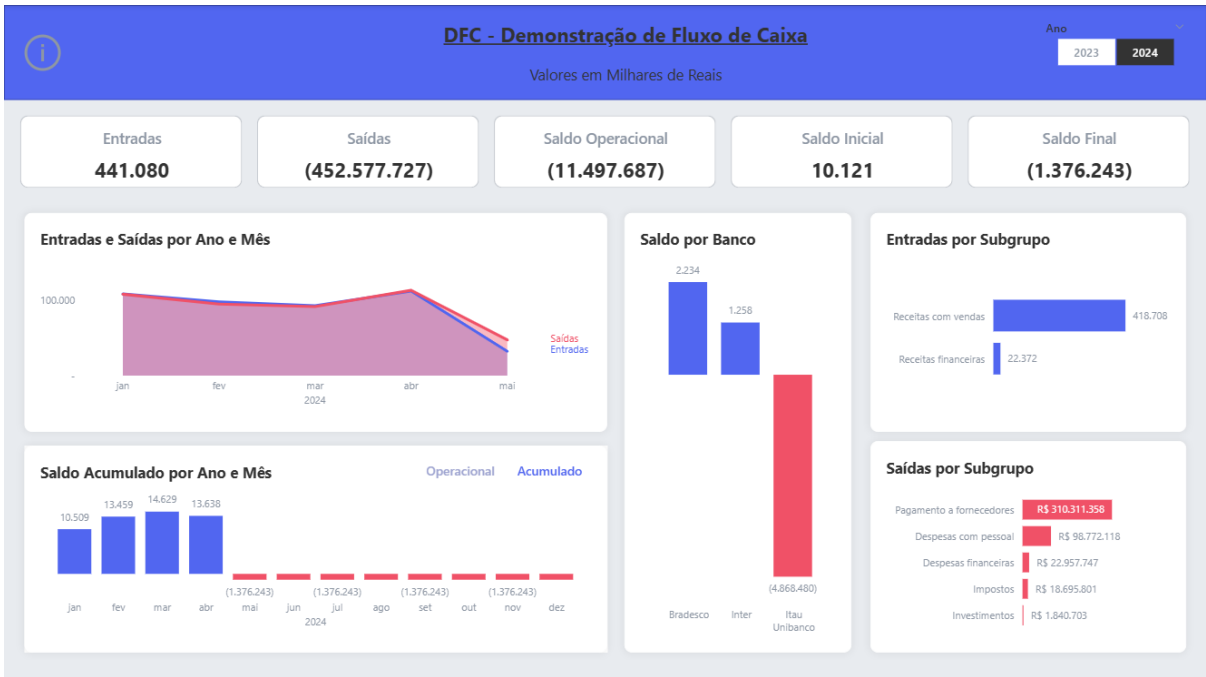 DFC - Demonstração de Fluxo de Caixa
Valores em Milhares de Reais
Ano
2023 2024
Entradas
441.080
Saídas
(452.577.727)
Saldo Operacional
(11.497.687)
Saldo Inicial
10.121
Saldo Final
(1.376.243)
Entradas e Saídas por Ano e Mês
100.000
-
Saídas
Entradas
jan fev mar abr mai
2024
Saldo Acumulado por Ano e Mês
Operacional Acumulado
10.509 13.459 14.629 13.638
(1.376.243) (1.376.243) (1.376.243) (1.376.243)
jan fev mar abr mai jun jul ago set out nov dez
2024
Saldo por Banco
2.234
1.258
(4.868.480)
Bradesco Inter Itau
Unibanco
Entradas por Subgrupo
Receitas com vendas 418.708
Receitas financeiras 22.372
Saídas por Subgrupo
Pagamento a fornecedores R$ 310.311.358
Despesas com pessoal R$ 98.772.118
Despesas financeiras R$ 22.957.747
Impostos R$ 18.695.801
Investimentos R$ 1.840.703